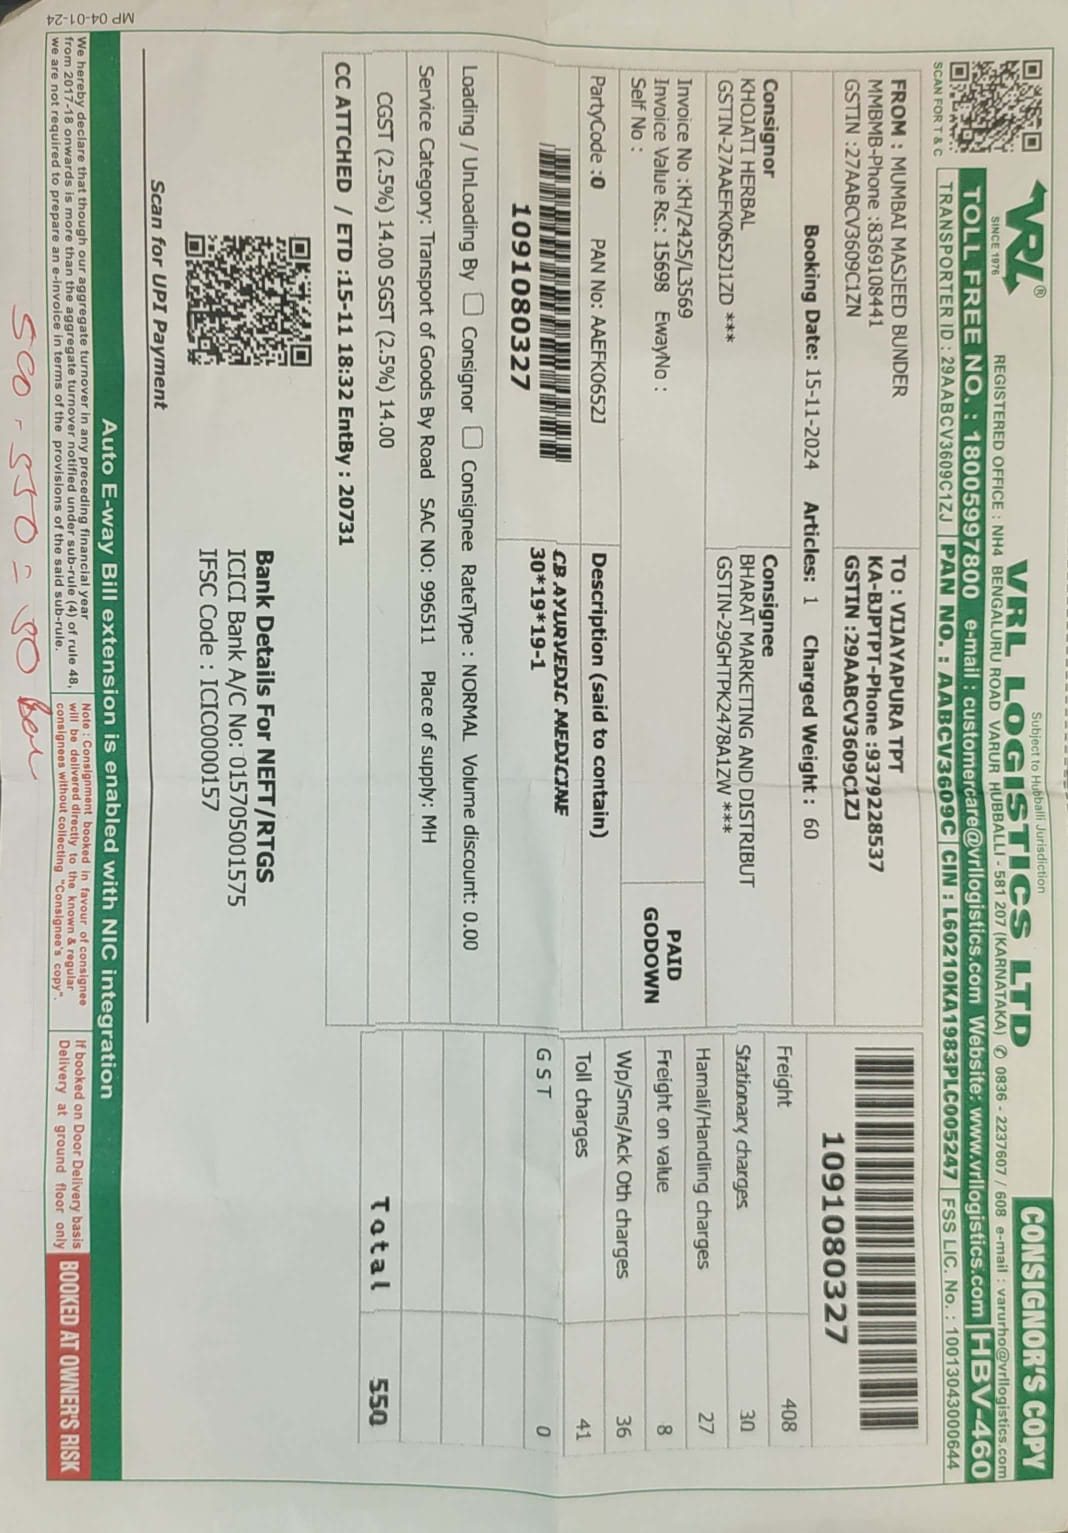 CONSIGNOR'S COPY
Subject to Hubballi Jurisdiction
VRL®
SINCE 1976
VRL LOGISTICS LTD
REGISTERED OFFICE : NH4 BENGALURU ROAD VARUR HUBBALLI - 581 207 (KARNATAKA) ✆ 0836 - 2237607 / 608 e-mail : varurho@vrllogistics.com
TOLL FREE NO. : 18005997800 e-mail : customercare@vrllogistics.com Website: www.vrllogistics.com HBV-460
SCAN FOR T & C
TRANSPORTER ID : 29AABCV3609C1ZJ PAN NO. : AABCV3609C CIN : L60210KA1983PLC005247 FSS LIC. No. : 10013043000644
FROM : MUMBAI MASJEED BUNDER
MMBMB-Phone :8369108441
GSTIN :27AABCV3609C1ZN
TO : VIJAYAPURA TPT
KA-BJPTPT-Phone :9379228537
GSTIN :29AABCV3609C1ZJ
1091080327
Booking Date: 15-11-2024 Articles: 1 Charged Weight : 60
Consignor
KHOJATI HERBAL
GSTIN-27AAEFK0652J1ZD ***
Consignee
BHARAT MARKETING AND DISTRIBUT
GSTIN-29GHTPK2478A1ZW ***
Invoice No :KH/2425/L3569
Invoice Value Rs.: 15698 EwayNo :
Self No :
PAID
GODOWN
PartyCode :0 PAN No: AAEFK0652J
Description (said to contain)
CB AYURVEDIC MEDICINE
30*19*19-1
1091080327
Freight 408
Stationary charges 30
Hamali/Handling charges 27
Freight on value 8
Wp/Sms/Ack Oth charges 36
Toll charges 41
G S T 0
Total 550
Loading / UnLoading By Consignor Consignee RateType : NORMAL Volume discount: 0.00
Service Category: Transport of Goods By Road SAC NO: 996511 Place of supply: MH
CGST (2.5%) 14.00 SGST (2.5%) 14.00
CC ATTCHED / ETD :15-11 18:32 EntBy : 20731
Bank Details For NEFT/RTGS
ICICI Bank A/C No: 015705001575
IFSC Code : ICIC0000157
Scan for UPI Payment
Auto E-way Bill extension is enabled with NIC integration
We hereby declare that though our aggregate turnover in any preceding financial year
from 2017-18 onwards is more than the aggregate turnover notified under sub-rule (4) of rule 48,
we are not required to prepare an e-invoice in terms of the provisions of the said sub-rule.
Note : Consignment booked in favour of consignee
will be delivered directly to the known & regular
consignees without collecting "Consignee's copy".
If booked on Door Delivery basis
Delivery at ground floor only
BOOKED AT OWNER'S RISK
MP 04-01-24
500 - 550 =